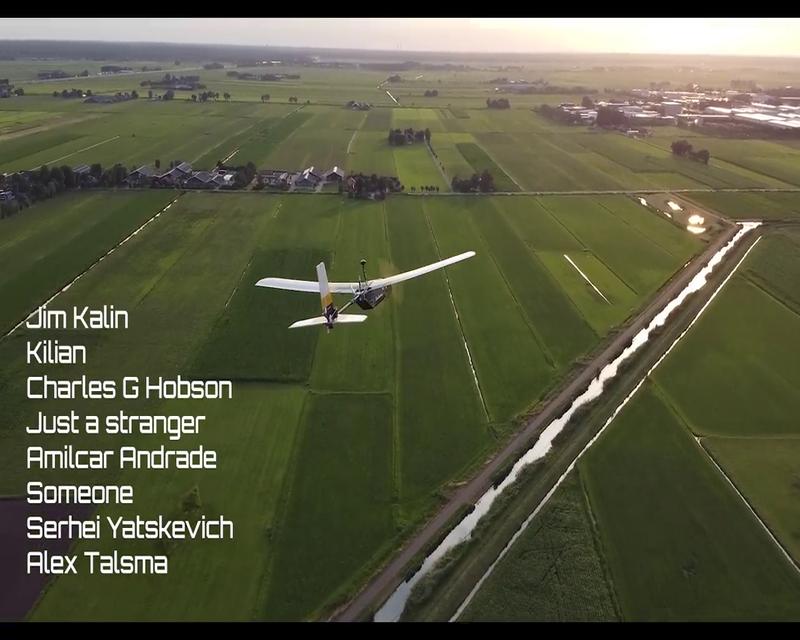 Jim Kalin
Kilian
Charles G Hobson
Just a stranger
Amilcar Andrade
Someone
Serhei Yatskevich
Alex Talsma